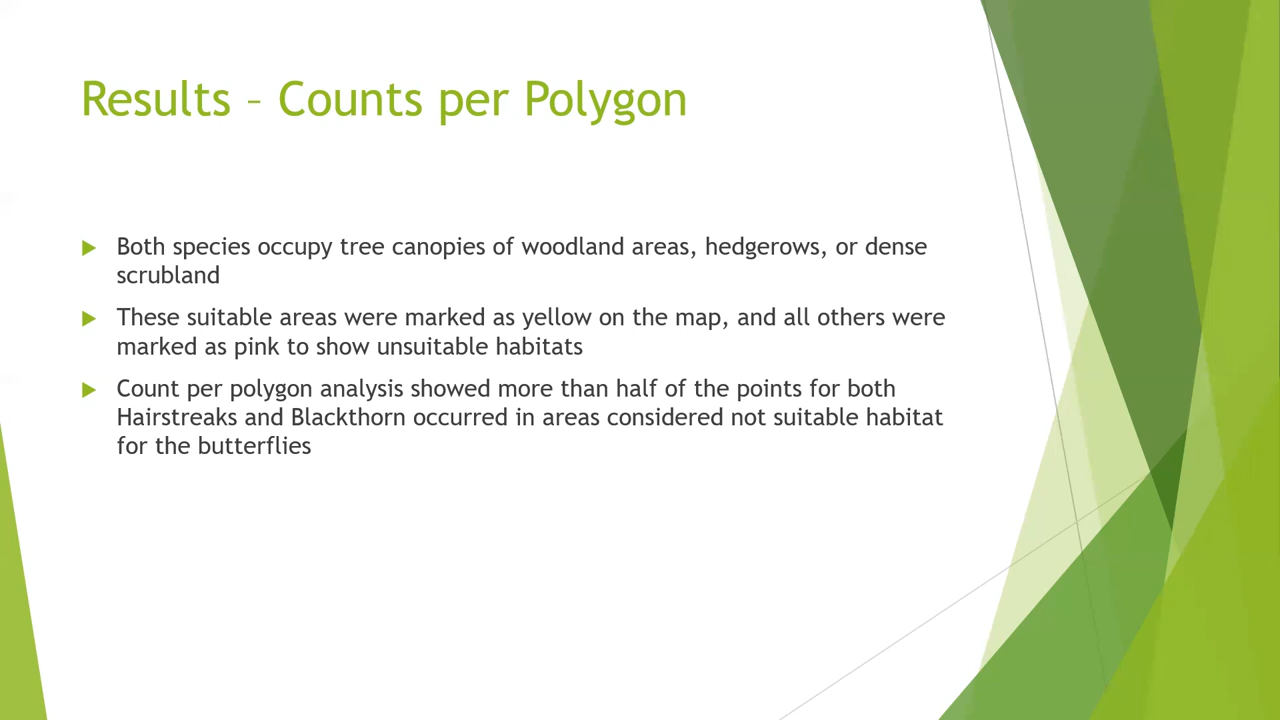 Results – Counts per Polygon
Both species occupy tree canopies of woodland areas, hedgerows, or dense
scrubland
These suitable areas were marked as yellow on the map, and all others were
marked as pink to show unsuitable habitats
Count per polygon analysis showed more than half of the points for both
Hairstreaks and Blackthorn occurred in areas considered not suitable habitat
for the butterflies